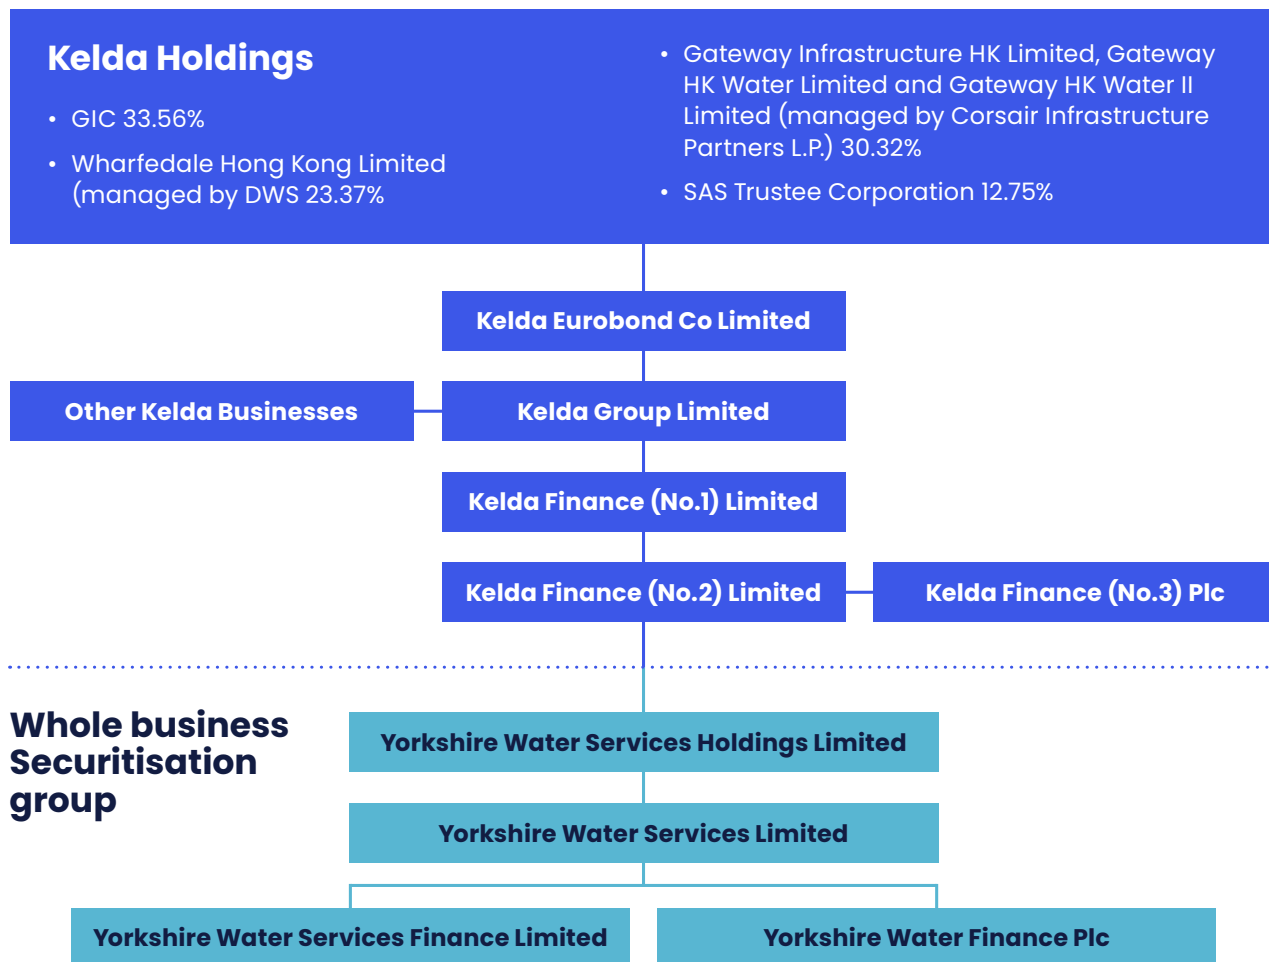 Kelda Holdings
• GIC 33.56%
• Wharfedale Hong Kong Limited
(managed by DWS 23.37%
• Gateway Infrastructure HK Limited, Gateway
HK Water Limited and Gateway HK Water II
Limited (managed by Corsair Infrastructure
Partners L.P.) 30.32%
• SAS Trustee Corporation 12.75%
Kelda Eurobond Co Limited
Other Kelda Businesses
Kelda Group Limited
Kelda Finance (No.1) Limited
Kelda Finance (No.2) Limited
Kelda Finance (No.3) Plc
Whole business
Securitisation
group
Yorkshire Water Services Holdings Limited
Yorkshire Water Services Limited
Yorkshire Water Services Finance Limited
Yorkshire Water Finance Plc